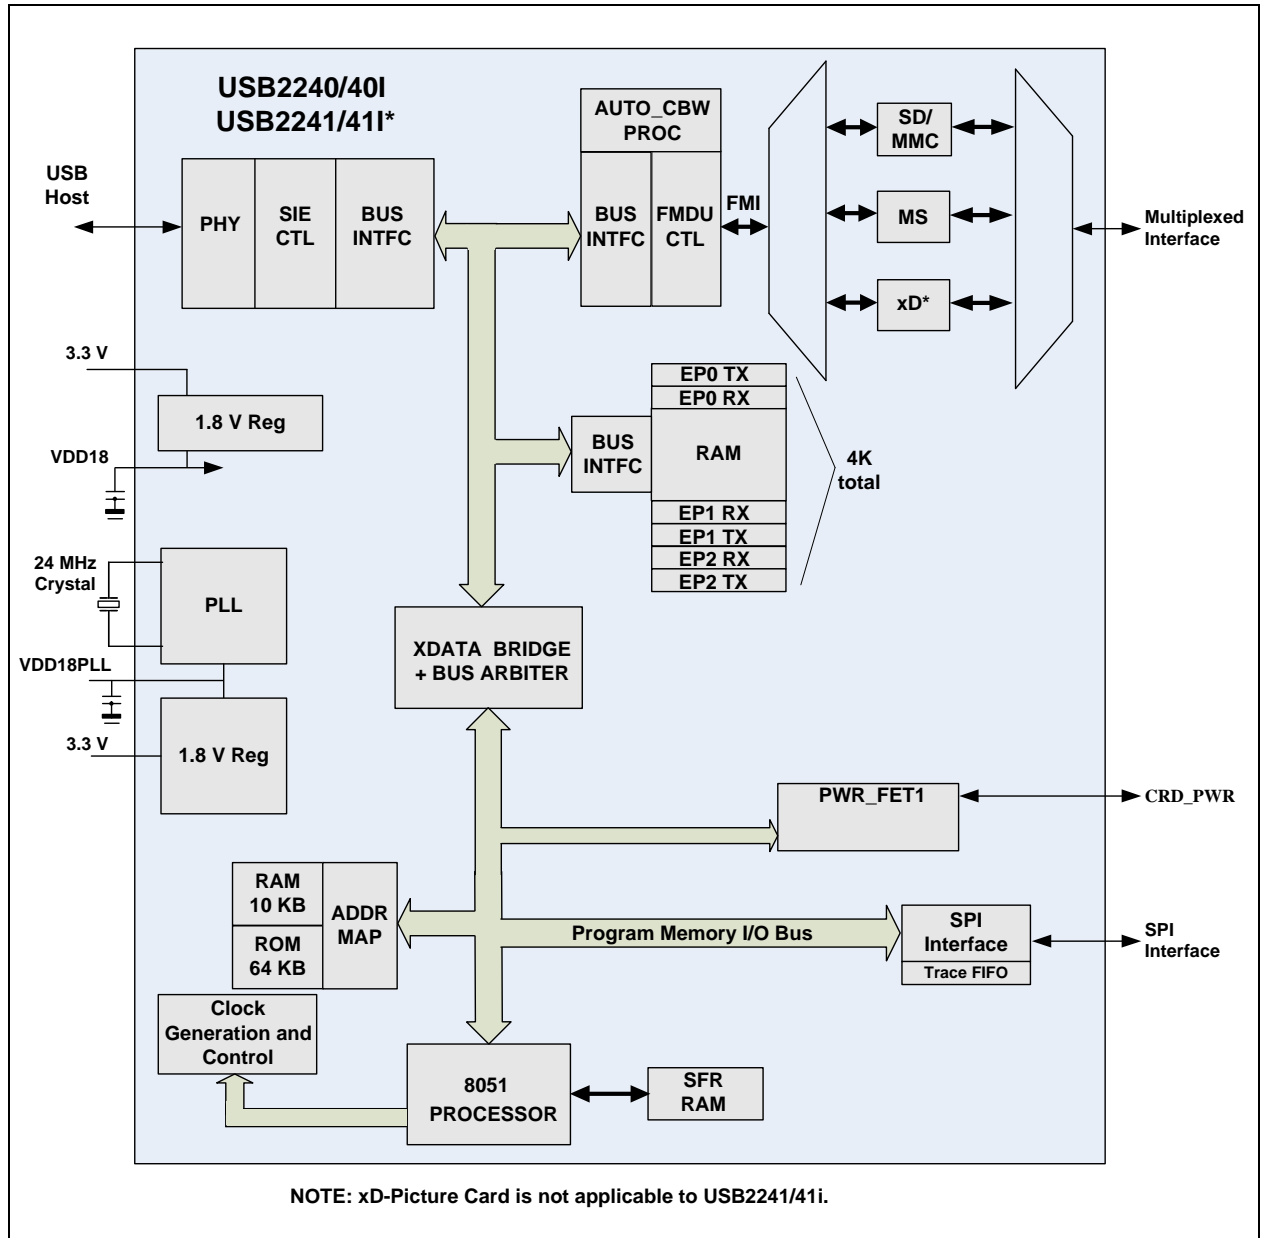 USB2240/40I
USB2241/41I*
AUTO_CBW
PROC
SD/
MMC
USB
Host
PHY
SIE
CTL
BUS
INTFC
BUS
INTFC
FMDU
CTL
FMI
MS
Multiplexed
Interface
xD*
3.3 V
1.8 V Reg
VDD18
EP0 TX
EP0 RX
BUS
INTFC
RAM
4K
total
EP1 RX
EP1 TX
EP2 RX
EP2 TX
24 MHz
Crystal
PLL
XDATA BRIDGE
+ BUS ARBITER
VDD18PLL
3.3 V
1.8 V Reg
PWR_FET1
CRD_PWR
RAM
10 KB
ROM
64 KB
ADDR
MAP
Program Memory I/O Bus
SPI
Interface
Trace FIFO
SPI
Interface
Clock
Generation and
Control
8051
PROCESSOR
SFR
RAM
NOTE: xD-Picture Card is not applicable to USB2241/41i.